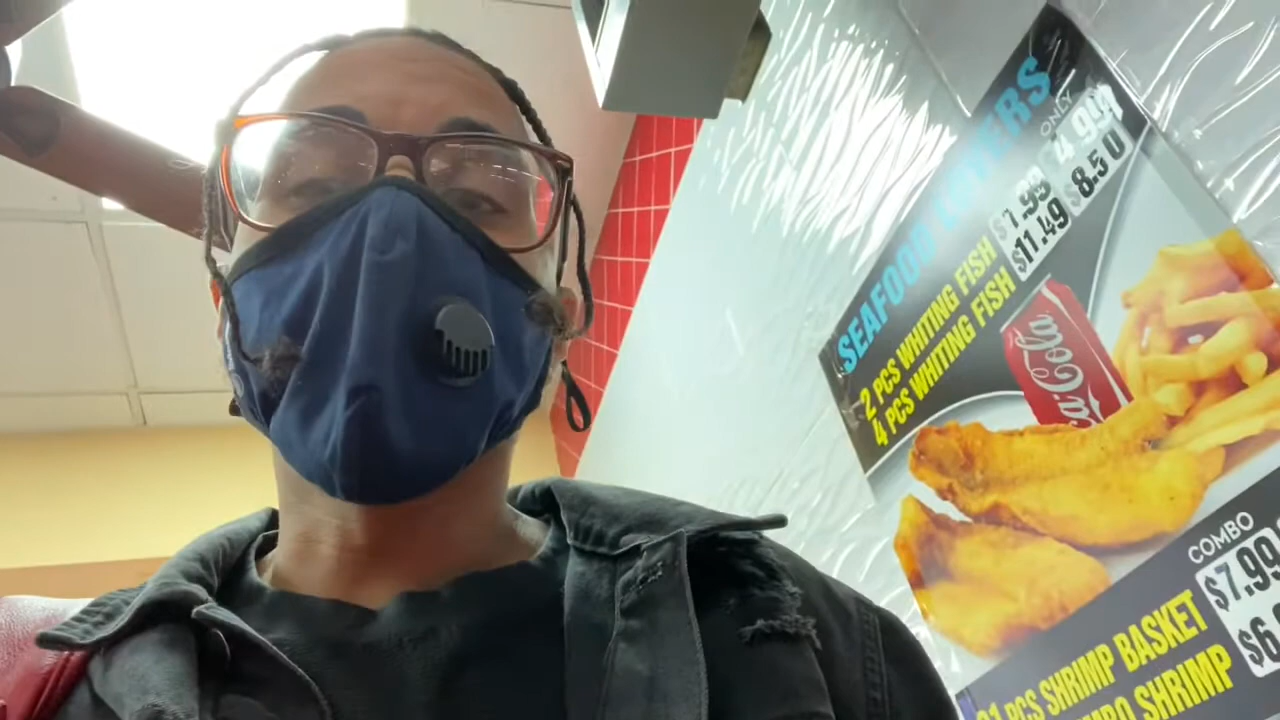 SEAFOOD LOVERS
ONLY
2 PCS WHITING FISH $7.99 4.99
4 PCS WHITING FISH $11.49 $8.50
Coca-Cola
COMBO
PCS SHRIMP BASKET $7.99
SHRIMP $6